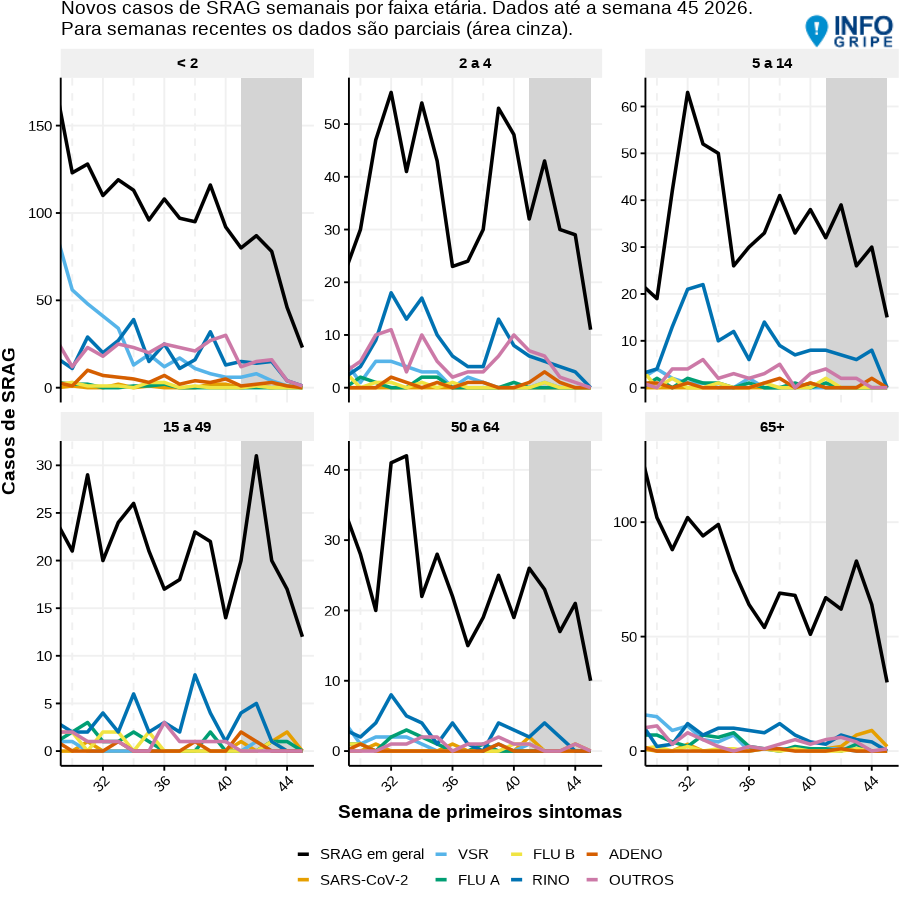 Novos casos de SRAG semanais por faixa etária. Dados até a semana 45 2026.
Para semanas recentes os dados são parciais (área cinza).
INFO
GRIPE
< 2
2 a 4
5 a 14
150
100
50
0
50
40
30
20
10
0
60
50
40
30
20
10
0
Casos de SRAG
15 a 49
50 a 64
65+
30
25
20
15
10
5
0
40
30
20
10
0
100
50
0
32
36
40
44
32
36
40
44
32
36
40
44
Semana de primeiros sintomas
SRAG em geral
VSR
FLU B
ADENO
SARS-CoV-2
FLU A
RINO
OUTROS